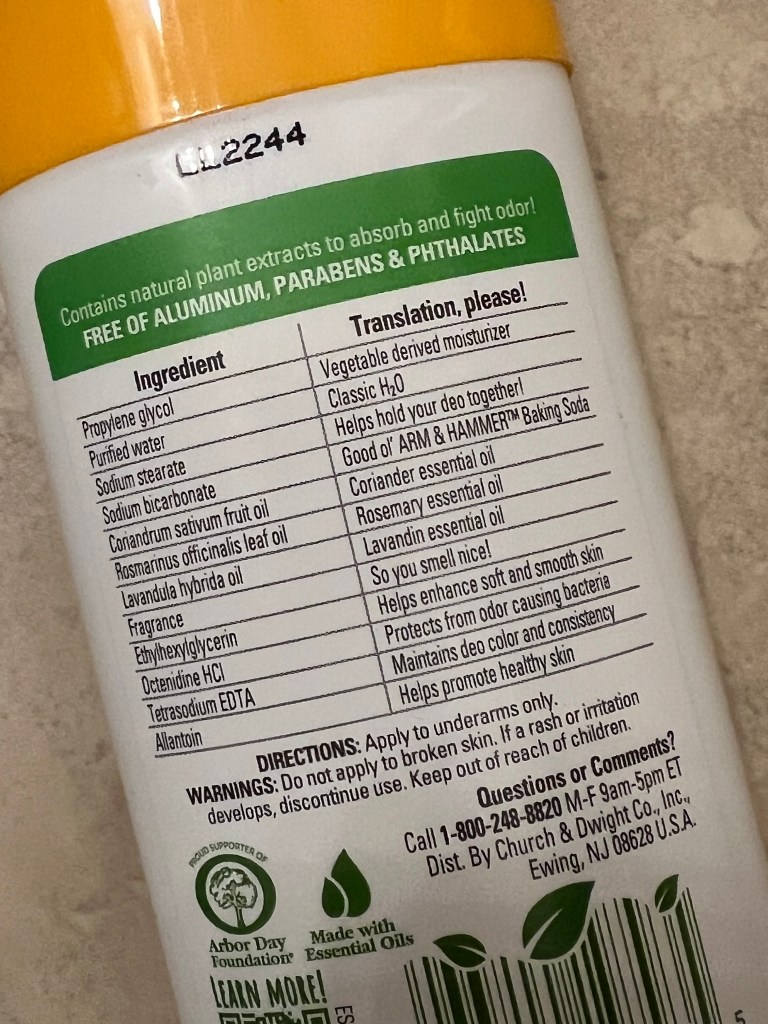 LL2244
Contains natural plant extracts to absorb and fight odor!
FREE OF ALUMINUM, PARABENS & PHTHALATES
Ingredient Translation, please!
Propylene glycol Vegetable derived moisturizer
Purified water Classic H₂O
Sodium stearate Helps hold your deo together!
Sodium bicarbonate Good ol' ARM & HAMMER™ Baking Soda
Coriandrum sativum fruit oil Coriander essential oil
Rosmarinus officinalis leaf oil Rosemary essential oil
Lavandula hybrida oil Lavandin essential oil
Fragrance So you smell nice!
Ethylhexylglycerin Helps enhance soft and smooth skin
Octenidine HCl Protects from odor causing bacteria
Tetrasodium EDTA Maintains deo color and consistency
Allantoin Helps promote healthy skin
DIRECTIONS: Apply to underarms only.
WARNINGS: Do not apply to broken skin. If a rash or irritation
develops, discontinue use. Keep out of reach of children.
Questions or Comments?
Call 1-800-248-8820 M-F 9am-5pm ET
Dist. By Church & Dwight Co., Inc.,
Ewing, NJ 08628 U.S.A.
PROUD SUPPORTER OF
Arbor Day
Foundation®
Made with
Essential Oils
LEARN MORE!
ES
5